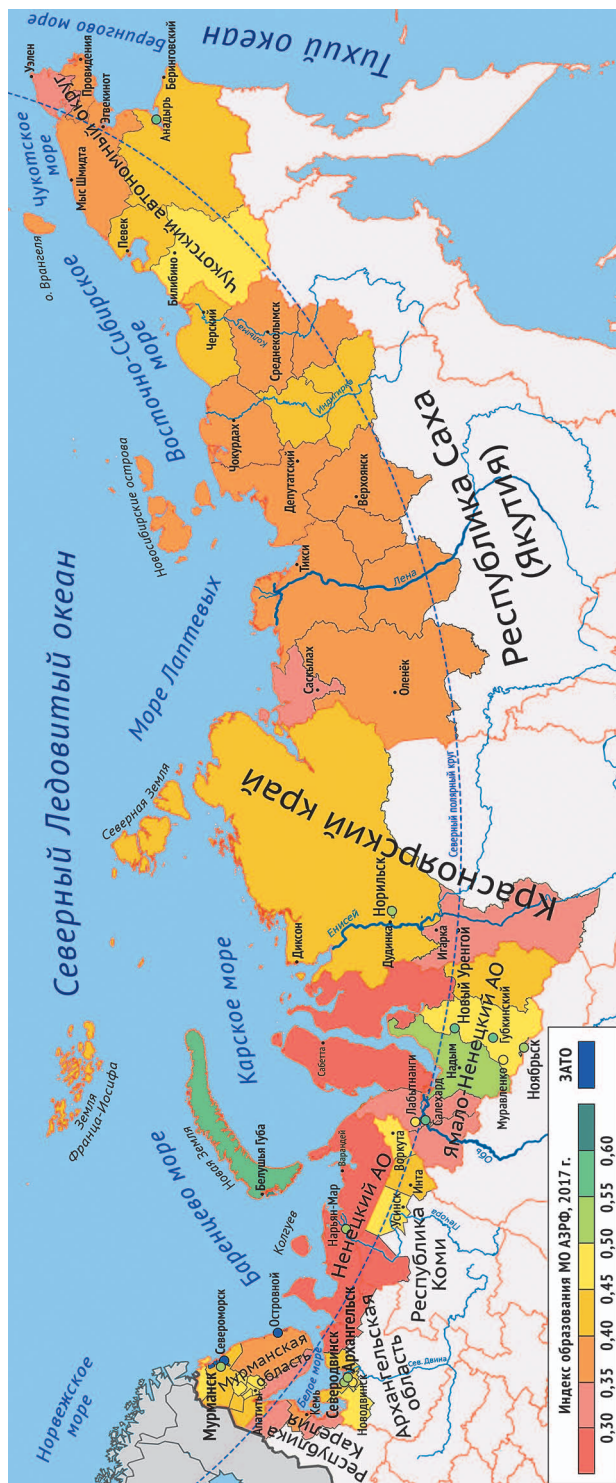 Северный Ледовитый океан
Тихий океан
Берингово море
Чукотское
море
Восточно-Сибирское
море
Море Лаптевых
Карское море
Баренцево море
Норвежское
море
Белое море
о. Врангеля
Новосибирские острова
Северная Земля
Земля
Франца-Иосифа
Новая Земля
Колгуев
Уэлен
Провидения
Эгвекинот
Мыс Шмидта
Беринговский
Анадырь
Певек
Билибино
Чукотский автономный округ
Черский
Колыма
Среднеколымск
Индигирка
Чокурдах
Депутатский
Верхоянск
Тикси
Лена
Саскылах
Оленёк
Республика Саха
(Якутия)
Северный полярный круг
Красноярский край
Диксон
Енисей
Норильск
Дудинка
Игарка
Новый Уренгой
Ямало-Ненецкий АО
Губкинский
Надым
Муравленко
Ноябрьск
Сабетта
Лабытнанги
Салехард
Обь
Белушья Губа
Варандей
Воркута
Инта
Усинск
Нарьян-Мар
Ненецкий АО
Печора
Республика
Коми
Островной
Североморск
Мурманск
Мурманская
область
Апатиты
Кемь
Республика
Карелия
Северодвинск
Архангельск
Новодвинск
Архангельская
область
Сев. Двина
Индекс образования МО АЗРФ, 2017 г.
0,30
0,35
0,40
0,45
0,50
0,55
0,60
ЗАТО